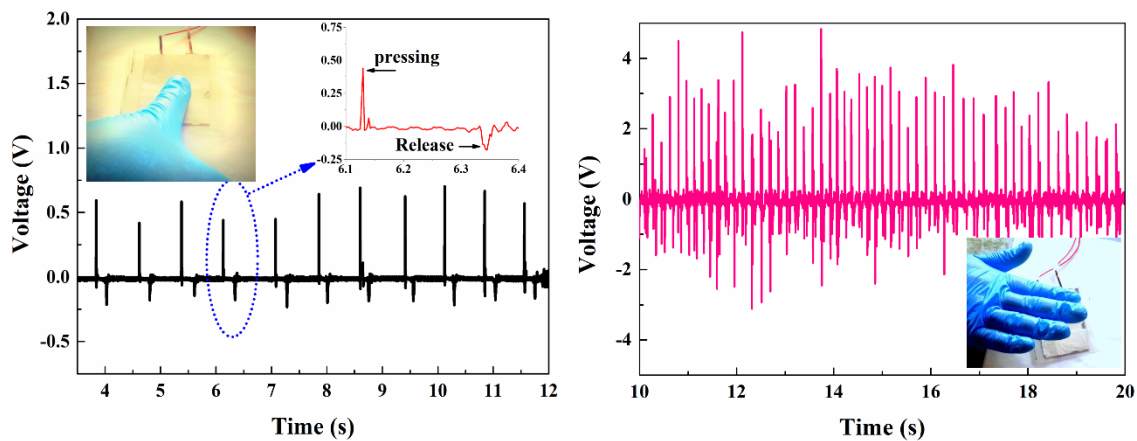 2.0
1.5
1.0
0.5
0.0
-0.5
Voltage (V)
4 5 6 7 8 9 10 11 12
Time (s)
0.75
0.50
0.25
0.00
-0.25
6.1 6.2 6.3 6.4
pressing
Release
4
2
0
-2
-4
Voltage (V)
10 12 14 16 18 20
Time (s)